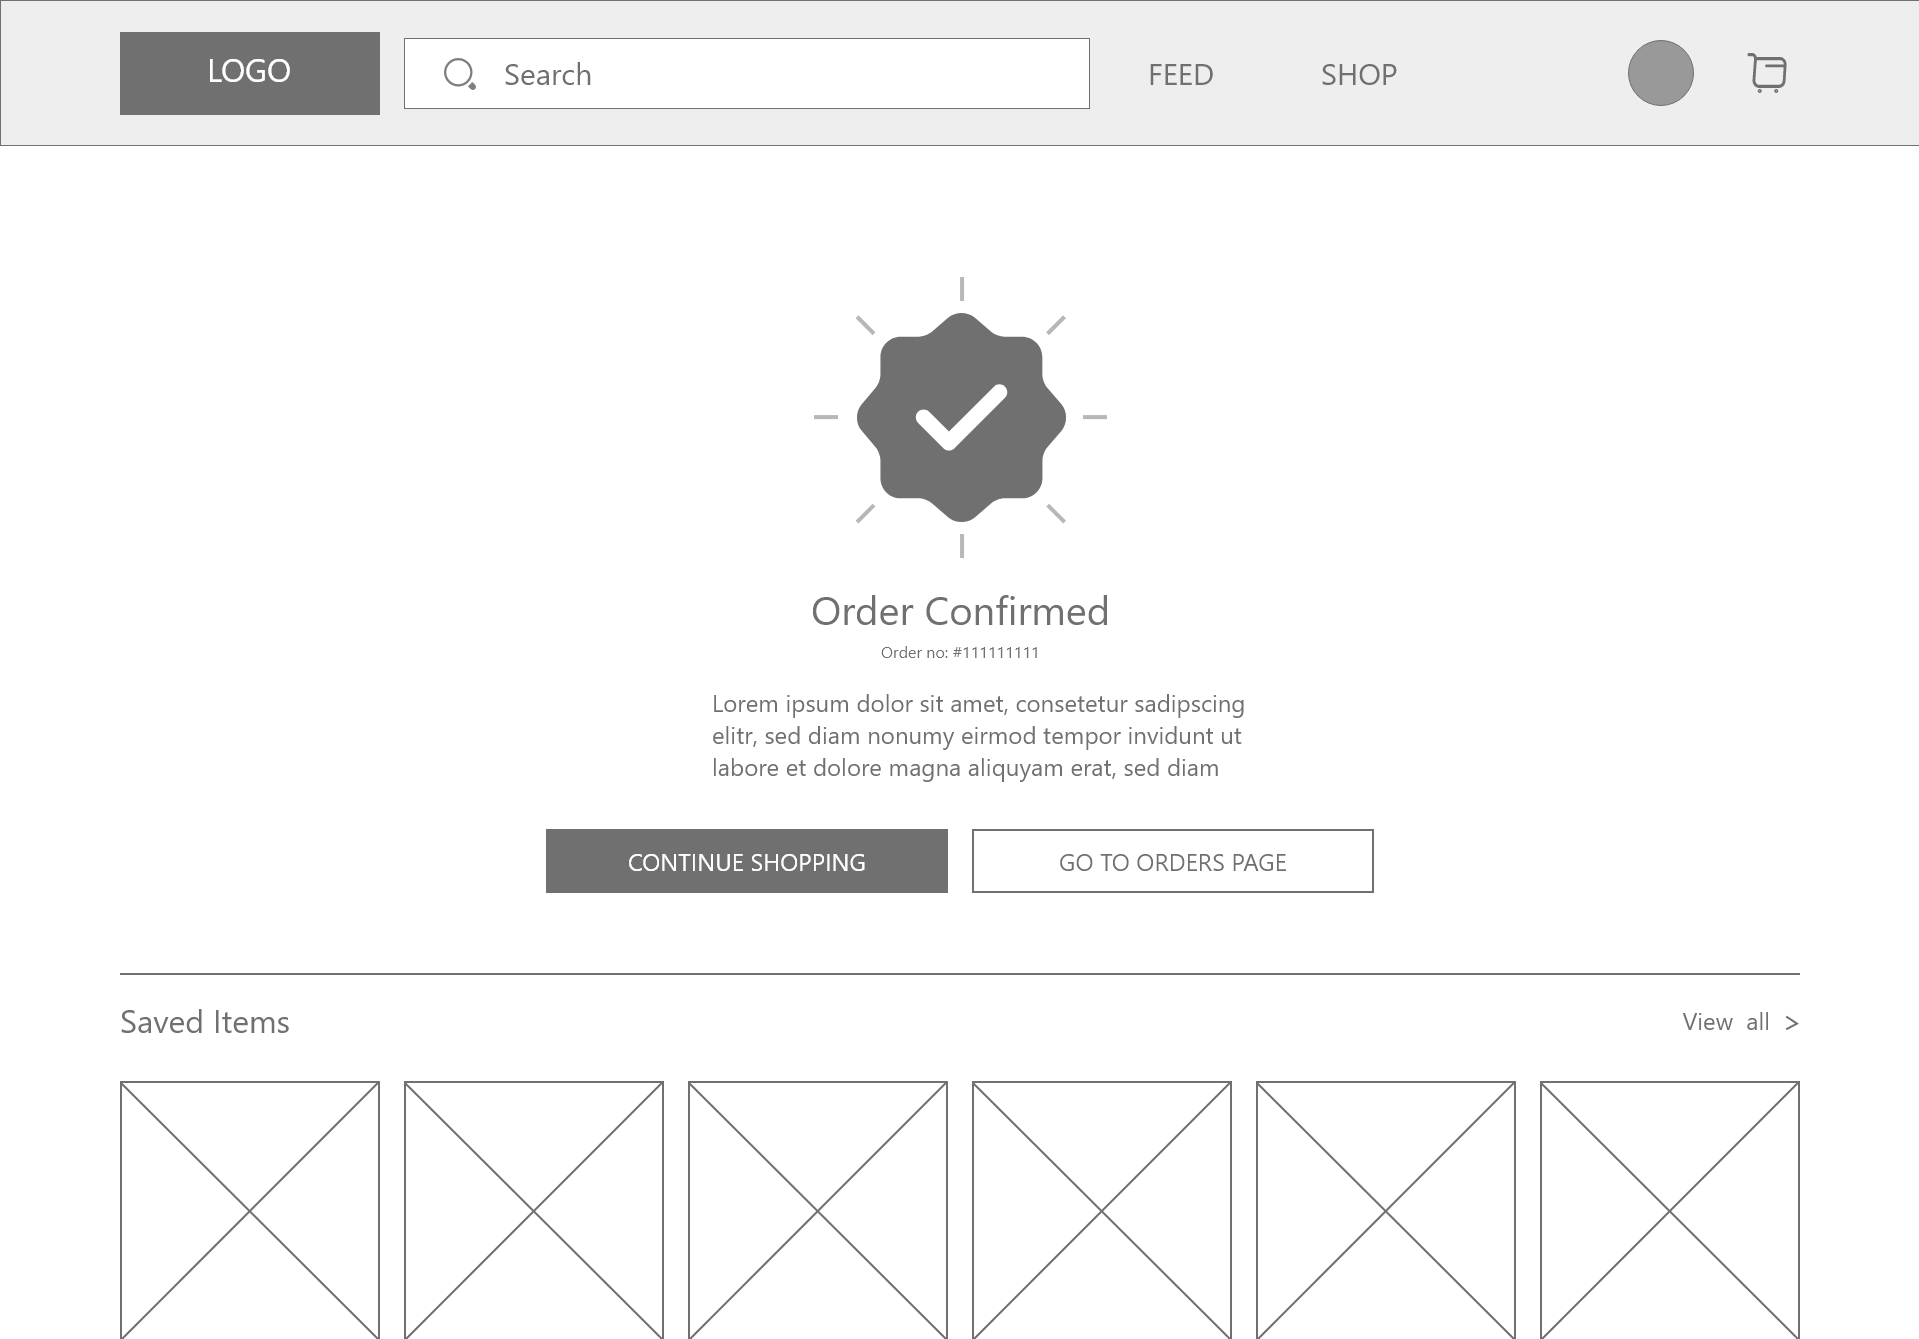 LOGO
Search
FEED
SHOP
Order Confirmed
Order no: #111111111
Lorem ipsum dolor sit amet, consetetur sadipscing
elitr, sed diam nonumy eirmod tempor invidunt ut
labore et dolore magna aliquyam erat, sed diam
CONTINUE SHOPPING
GO TO ORDERS PAGE
Saved Items
View all >